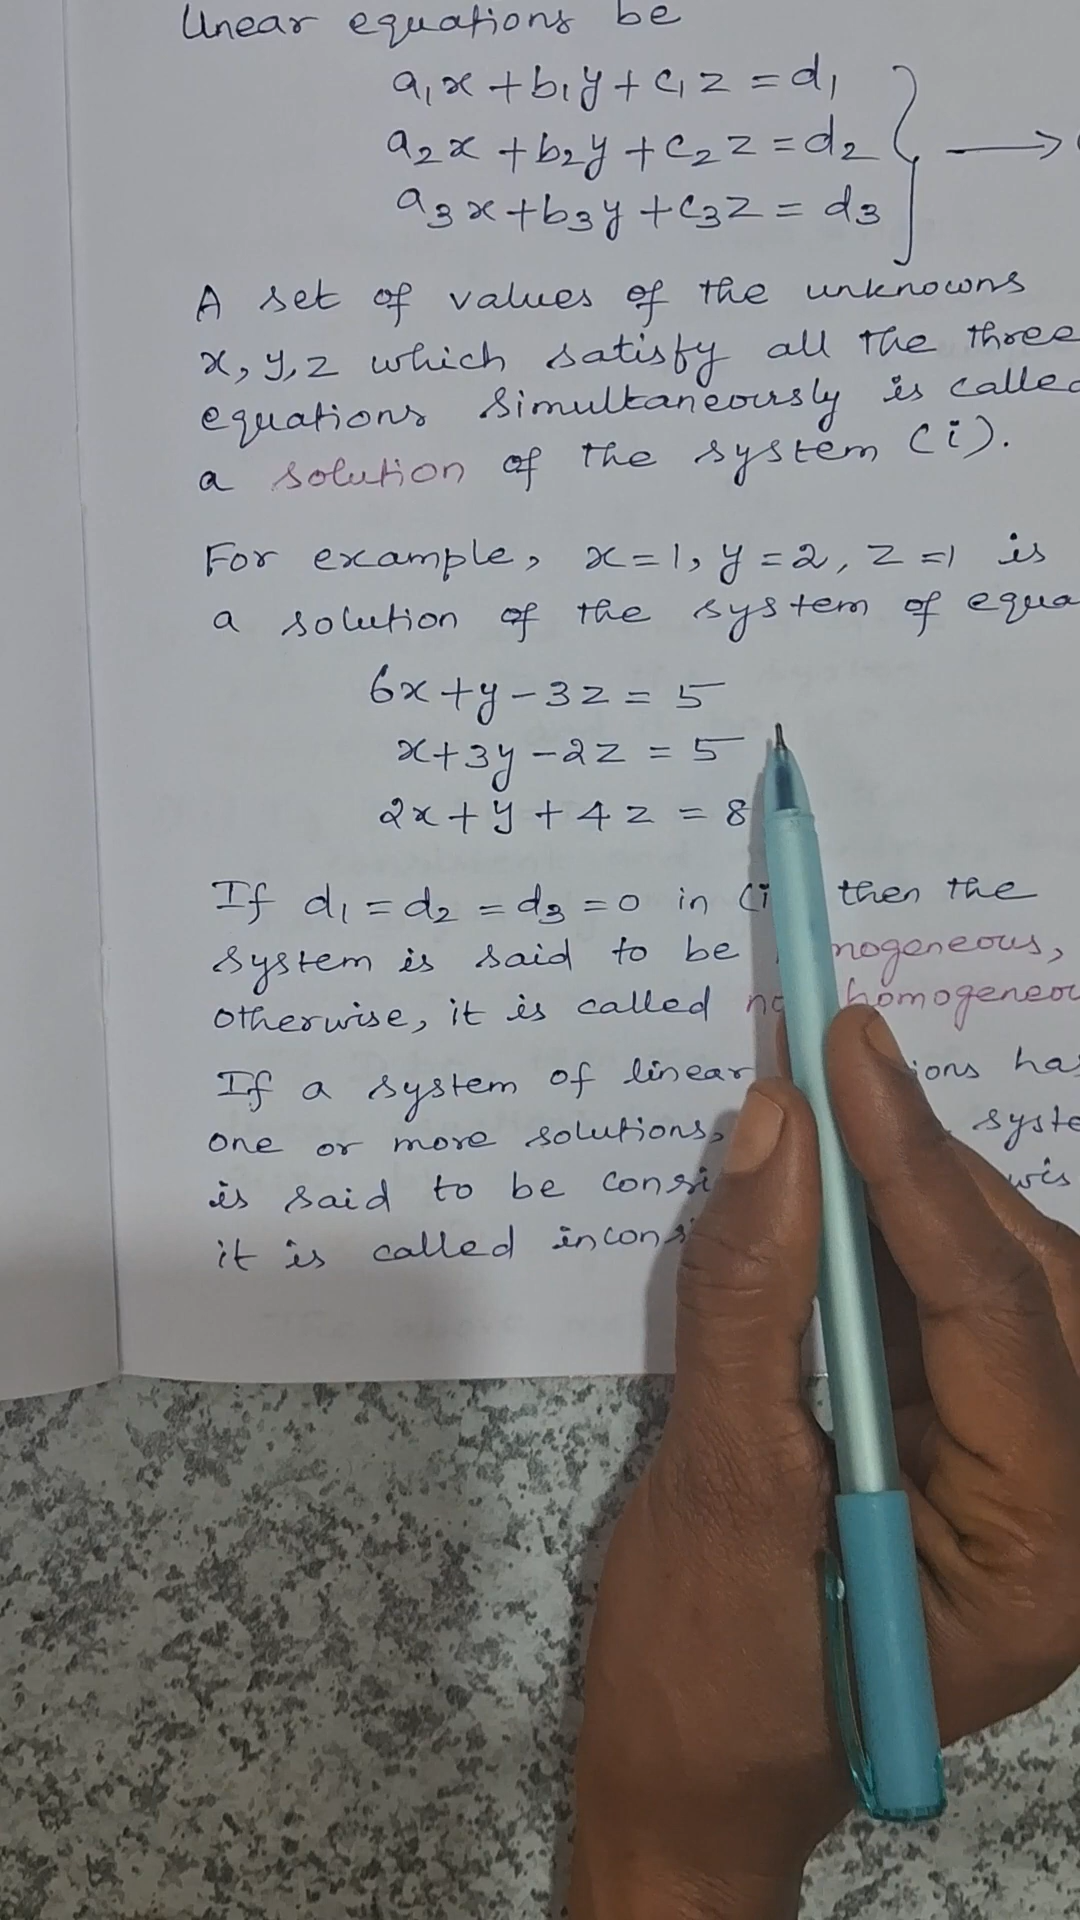 linear equations be
a₁x + b₁y + c₁z = d₁
a₂x + b₂y + c₂z = d₂
a₃x + b₃y + c₃z = d₃
A set of values of the unknowns
x, y, z which satisfy all the three
equations simultaneously is called
a solution of the system (i).
For example, x=1, y=2, z=1 is
a solution of the system of
6x + y - 3z = 5
x + 3y - 2z = 5
2x + y + 4z = 8
If d₁ = d₂ = d₃ = 0 in (i then the
system is said to be
otherwise, it is called
If a system of linear has
one or more solutions,
is said to be
it is called